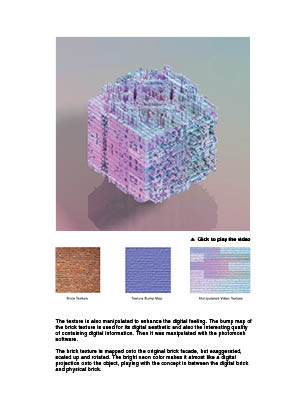 ▲ Click to play the video
Brick Texture
Texture Bump Map
Manipulated Video Texture
The texture is also manipulated to enhance the digital feeling. The bump map of
the brick texture is used for its digital aesthetic and also the interesting quality
of containing digital information. Then it was manipulated with the photomosh
software.
The brick texture is mapped onto the original brick facade, but exaggerated,
scaled up and rotated. The bright neon color makes it almost like a digital
projection onto the object, playing with the concept in between the digital brick
and physical brick.